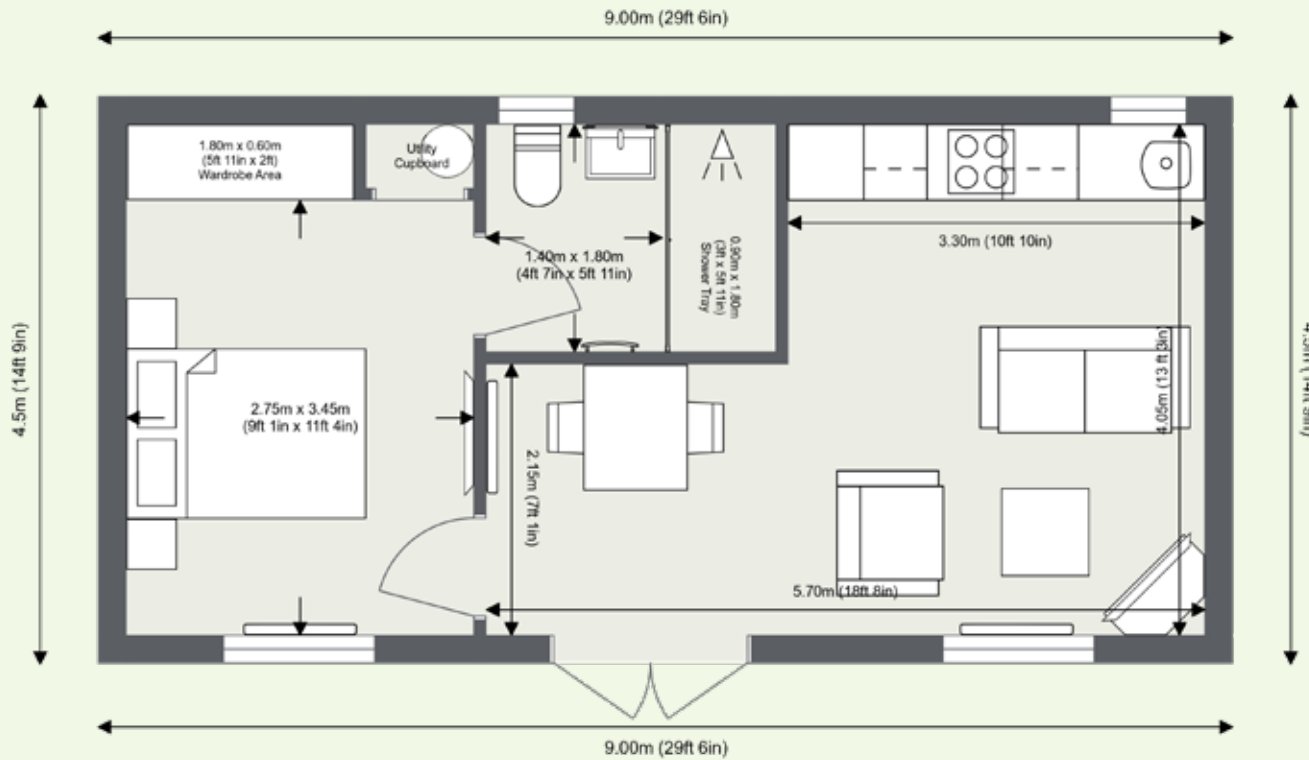 9.00m (29ft 6in)
1.80m x 0.60m
(5ft 11in x 2ft)
Wardrobe Area
Utility
Cupboard
1.40m x 1.80m
(4ft 7in x 5ft 11in)
0.90m x 1.80m
(3ft x 5ft 11in)
Shower Tray
3.30m (10ft 10in)
4.5m (14ft 9in)
2.75m x 3.45m
(9ft 1in x 11ft 4in)
2.15m (7ft 1in)
4.05m (13 ft 3in)
5.70m (18ft 8in)
9.00m (29ft 6in)